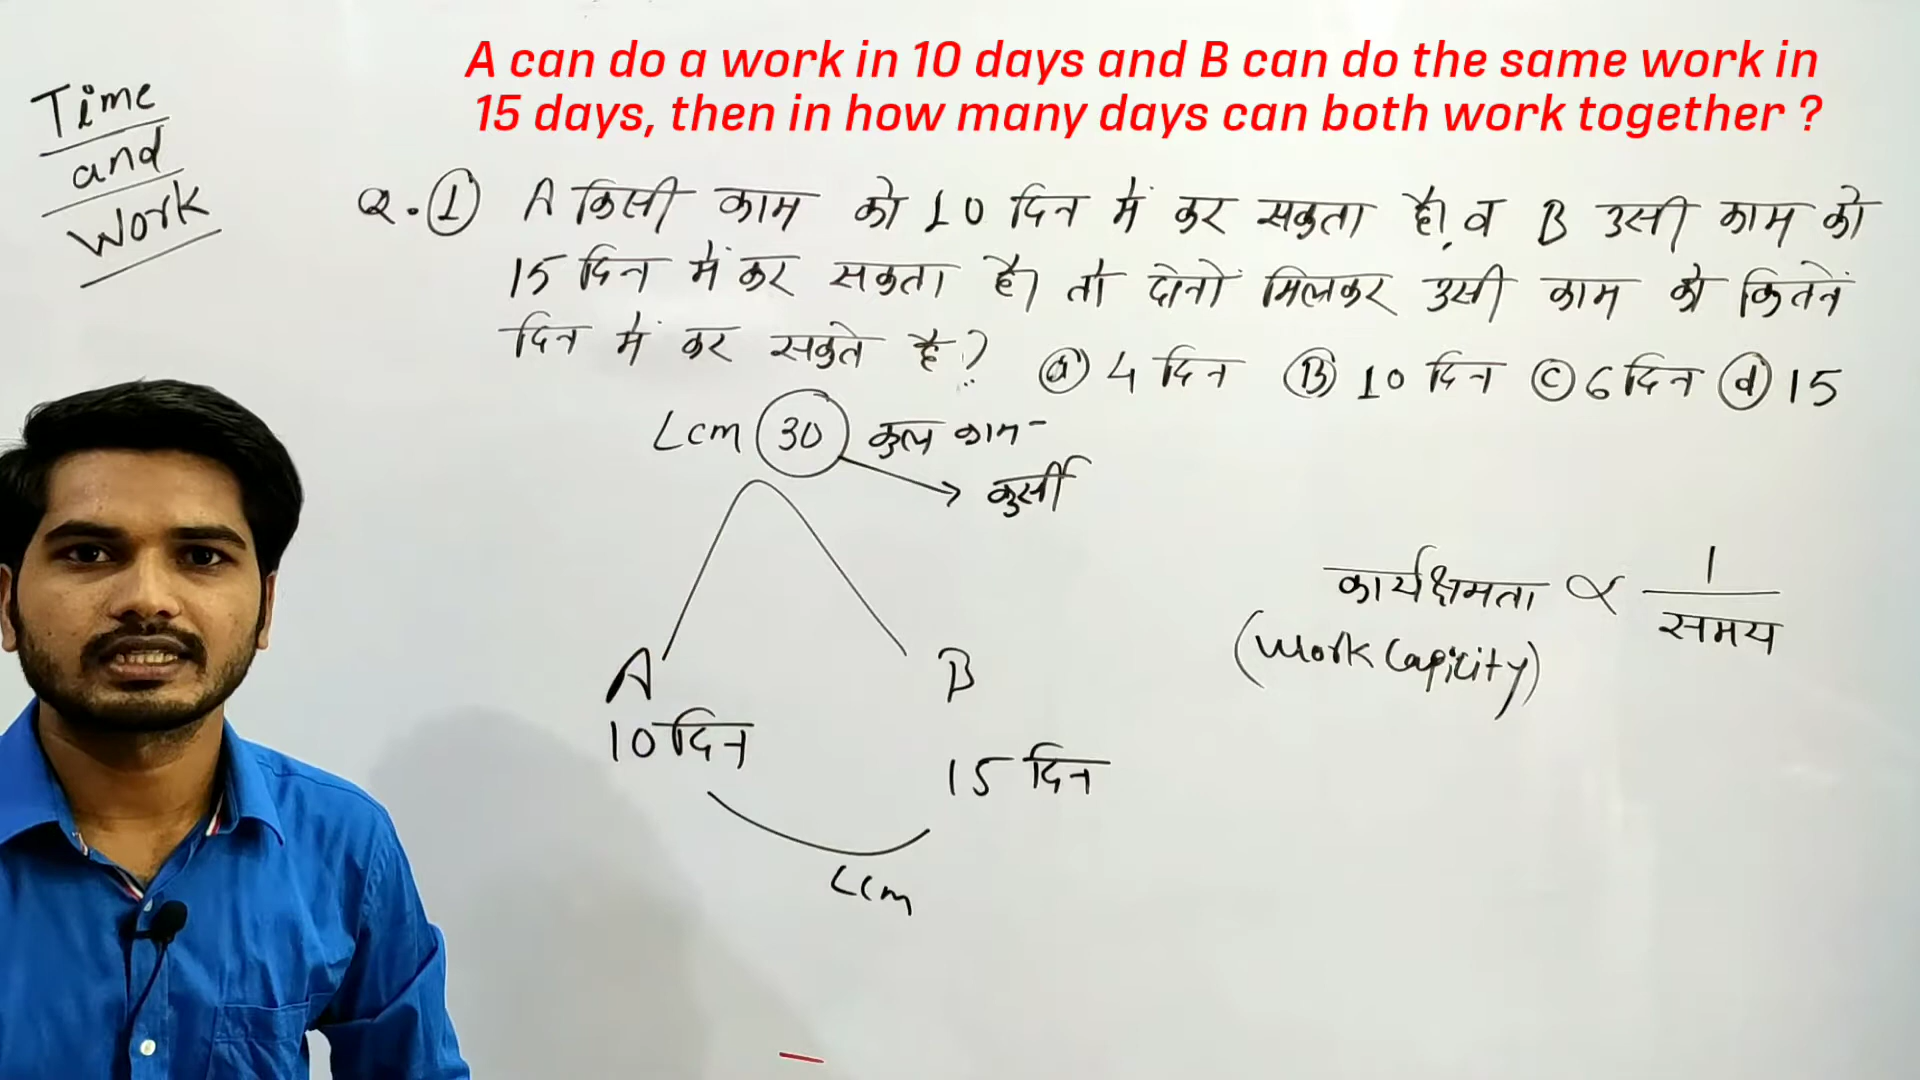 A can do a work in 10 days and B can do the same work in
15 days, then in how many days can both work together ?
Time
and
Work
Q.① A किसी काम को 10 दिन में कर सकता है। व B उसी काम को
15 दिन में कर सकता है। तो दोनों मिलकर उसी काम को कितनें
दिन में कर सकते है?
ⓐ 4 दिन Ⓑ 10 दिन ⓒ 6 दिन ⓓ 15
Lcm 30 कुल काम -
कुर्सी
A B
10 दिन 15 दिन
Lcm
कार्यक्षमता ∝ 1
समय
(Work Capicity)